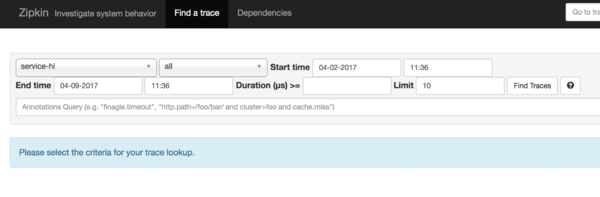 Zipkin Investigate system behavior Find a trace Dependencies Go to tra
service-hi all Start time 04-02-2017 11:36
End time 04-09-2017 11:36 Duration (μs) >= Limit 10 Find Traces ?
Annotations Query (e.g. "finagle.timeout", "http.path=/foo/bar/ and cluster=foo and cache.miss")
Please select the criteria for your trace lookup.